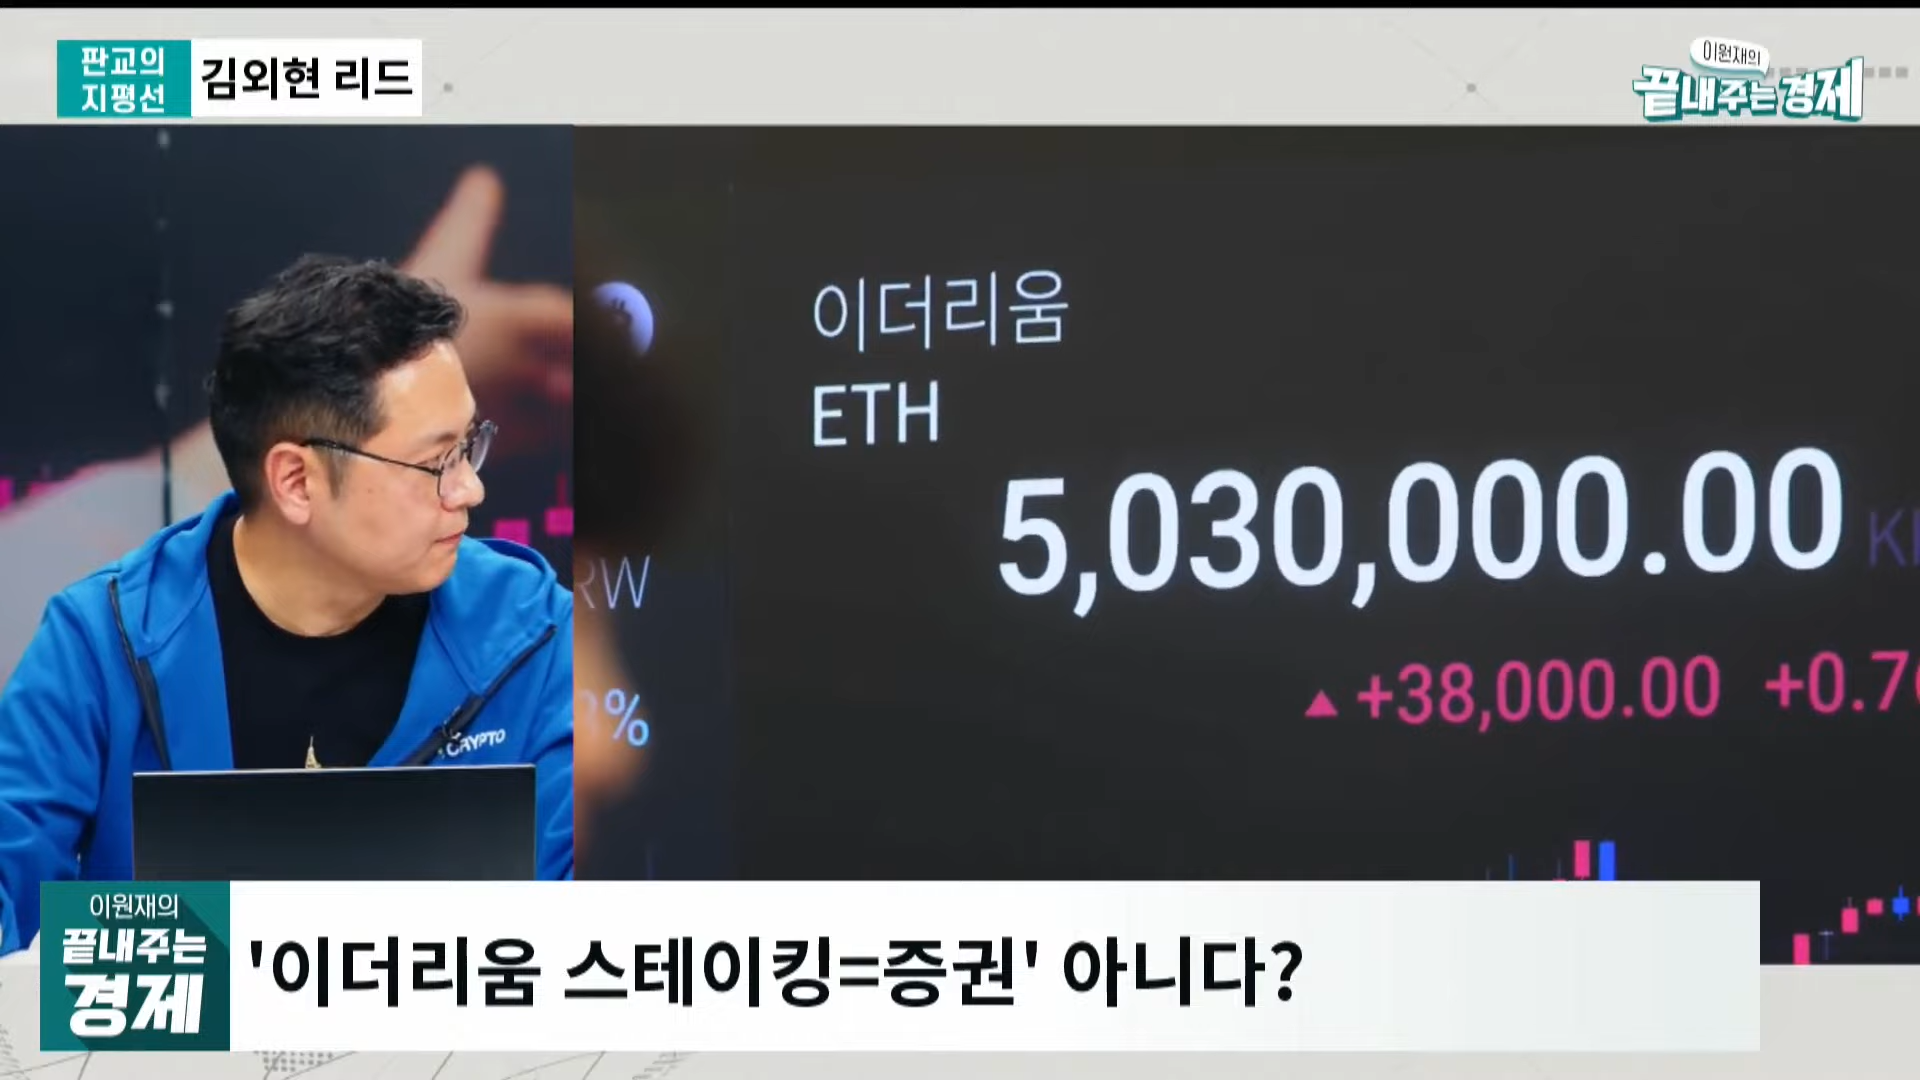 판교의
지평선
김외현 리드
이원재의
끝내주는 경제
이더리움
ETH
5,030,000.00
RW
%
▲ +38,000.00 +0.7
CRYPTO
이원재의
끝내주는
경제
'이더리움 스테이킹=증권' 아니다?